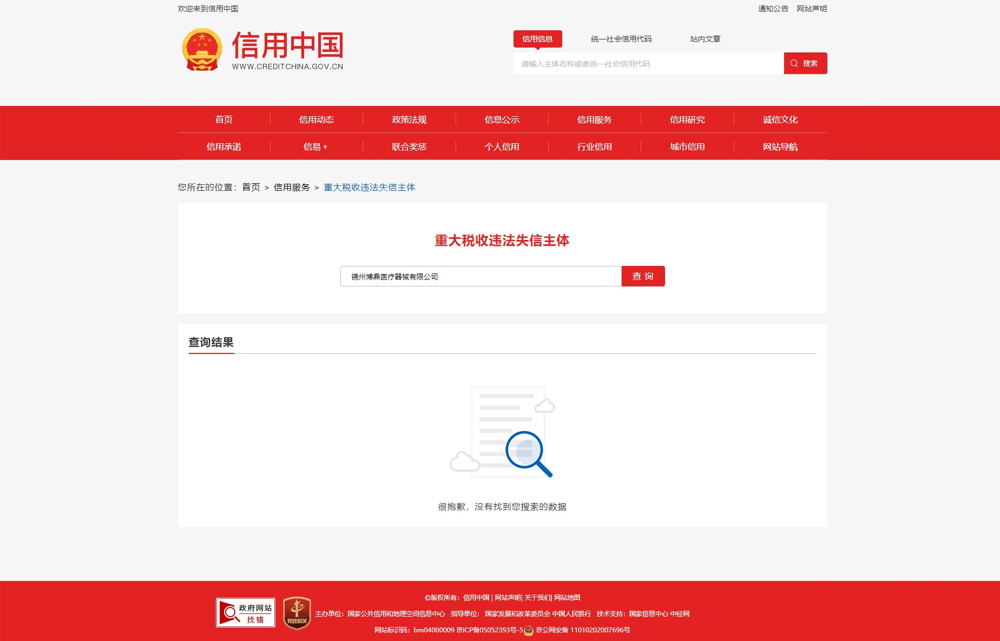 欢迎来到信用中国
通知公告 网站声明
信用中国
WWW.CREDITCHINA.GOV.CN
信用信息 统一社会信用代码 站内文章
请输入主体名称或者统一社会信用代码 搜索
首页 信用动态 政策法规 信息公示 信用服务 信用研究 诚信文化
信用承诺 信易+ 联合奖惩 个人信用 行业信用 城市信用 网站导航
您所在的位置：首页 > 信用服务 > 重大税收违法失信主体
重大税收违法失信主体
锦州博鼎医疗器械有限公司 查 询
查询结果
很抱歉，没有找到您搜索的数据
政府网站
找错
党政机关
©版权所有：信用中国 | 网站声明| 关于我们| 网站地图
主办单位：国家公共信用和地理空间信息中心 指导单位： 国家发展和改革委员会 中国人民银行 技术支持：国家信息中心 中经网
网站标识码：bm04000009 京ICP备05052393号-5 京公网安备 11010202007696号